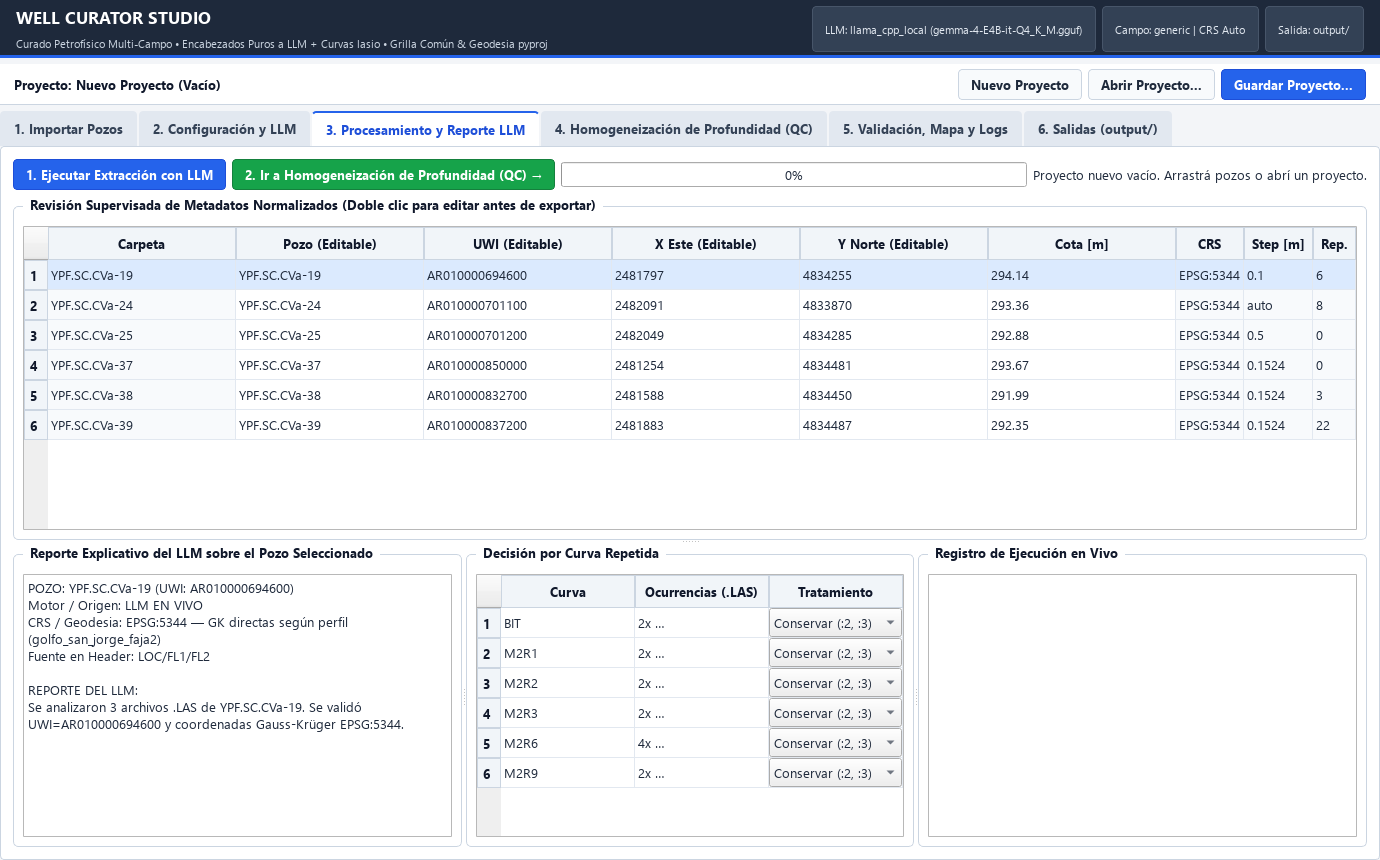 WELL CURATOR STUDIO
Curado Petrofísico Multi-Campo • Encabezados Puros a LLM + Curvas lasio • Grilla Común & Geodesia pyproj
LLM: llama_cpp_local (gemma-4-E4B-it-Q4_K_M.gguf)
Campo: generic | CRS Auto
Salida: output/
Proyecto: Nuevo Proyecto (Vacío)
Nuevo Proyecto
Abrir Proyecto...
Guardar Proyecto...
1. Importar Pozos
2. Configuración y LLM
3. Procesamiento y Reporte LLM
4. Homogeneización de Profundidad (QC)
5. Validación, Mapa y Logs
6. Salidas (output/)
1. Ejecutar Extracción con LLM
2. Ir a Homogeneización de Profundidad (QC) →
0%
Proyecto nuevo vacío. Arrastrá pozos o abrí un proyecto.
Revisión Supervisada de Metadatos Normalizados (Doble clic para editar antes de exportar)
Carpeta Pozo (Editable) UWI (Editable) X Este (Editable) Y Norte (Editable) Cota [m] CRS Step [m] Rep.
1 YPF.SC.CVa-19 YPF.SC.CVa-19 AR010000694600 2481797 4834255 294.14 EPSG:5344 0.1 6
2 YPF.SC.CVa-24 YPF.SC.CVa-24 AR010000701100 2482091 4833870 293.36 EPSG:5344 auto 8
3 YPF.SC.CVa-25 YPF.SC.CVa-25 AR010000701200 2482049 4834285 292.88 EPSG:5344 0.5 0
4 YPF.SC.CVa-37 YPF.SC.CVa-37 AR010000850000 2481254 4834481 293.67 EPSG:5344 0.1524 0
5 YPF.SC.CVa-38 YPF.SC.CVa-38 AR010000832700 2481588 4834450 291.99 EPSG:5344 0.1524 3
6 YPF.SC.CVa-39 YPF.SC.CVa-39 AR010000837200 2481883 4834487 292.35 EPSG:5344 0.1524 22
Reporte Explicativo del LLM sobre el Pozo Seleccionado
POZO: YPF.SC.CVa-19 (UWI: AR010000694600)
Motor / Origen: LLM EN VIVO
CRS / Geodesia: EPSG:5344 — GK directas según perfil
(golfo_san_jorge_faja2)
Fuente en Header: LOC/FL1/FL2
REPORTE DEL LLM:
Se analizaron 3 archivos .LAS de YPF.SC.CVa-19. Se validó
UWI=AR010000694600 y coordenadas Gauss-Krüger EPSG:5344.
Decisión por Curva Repetida
Curva Ocurrencias (.LAS) Tratamiento
1 BIT 2x ... Conservar (:2, :3)
2 M2R1 2x ... Conservar (:2, :3)
3 M2R2 2x ... Conservar (:2, :3)
4 M2R3 2x ... Conservar (:2, :3)
5 M2R6 4x ... Conservar (:2, :3)
6 M2R9 2x ... Conservar (:2, :3)
Registro de Ejecución en Vivo